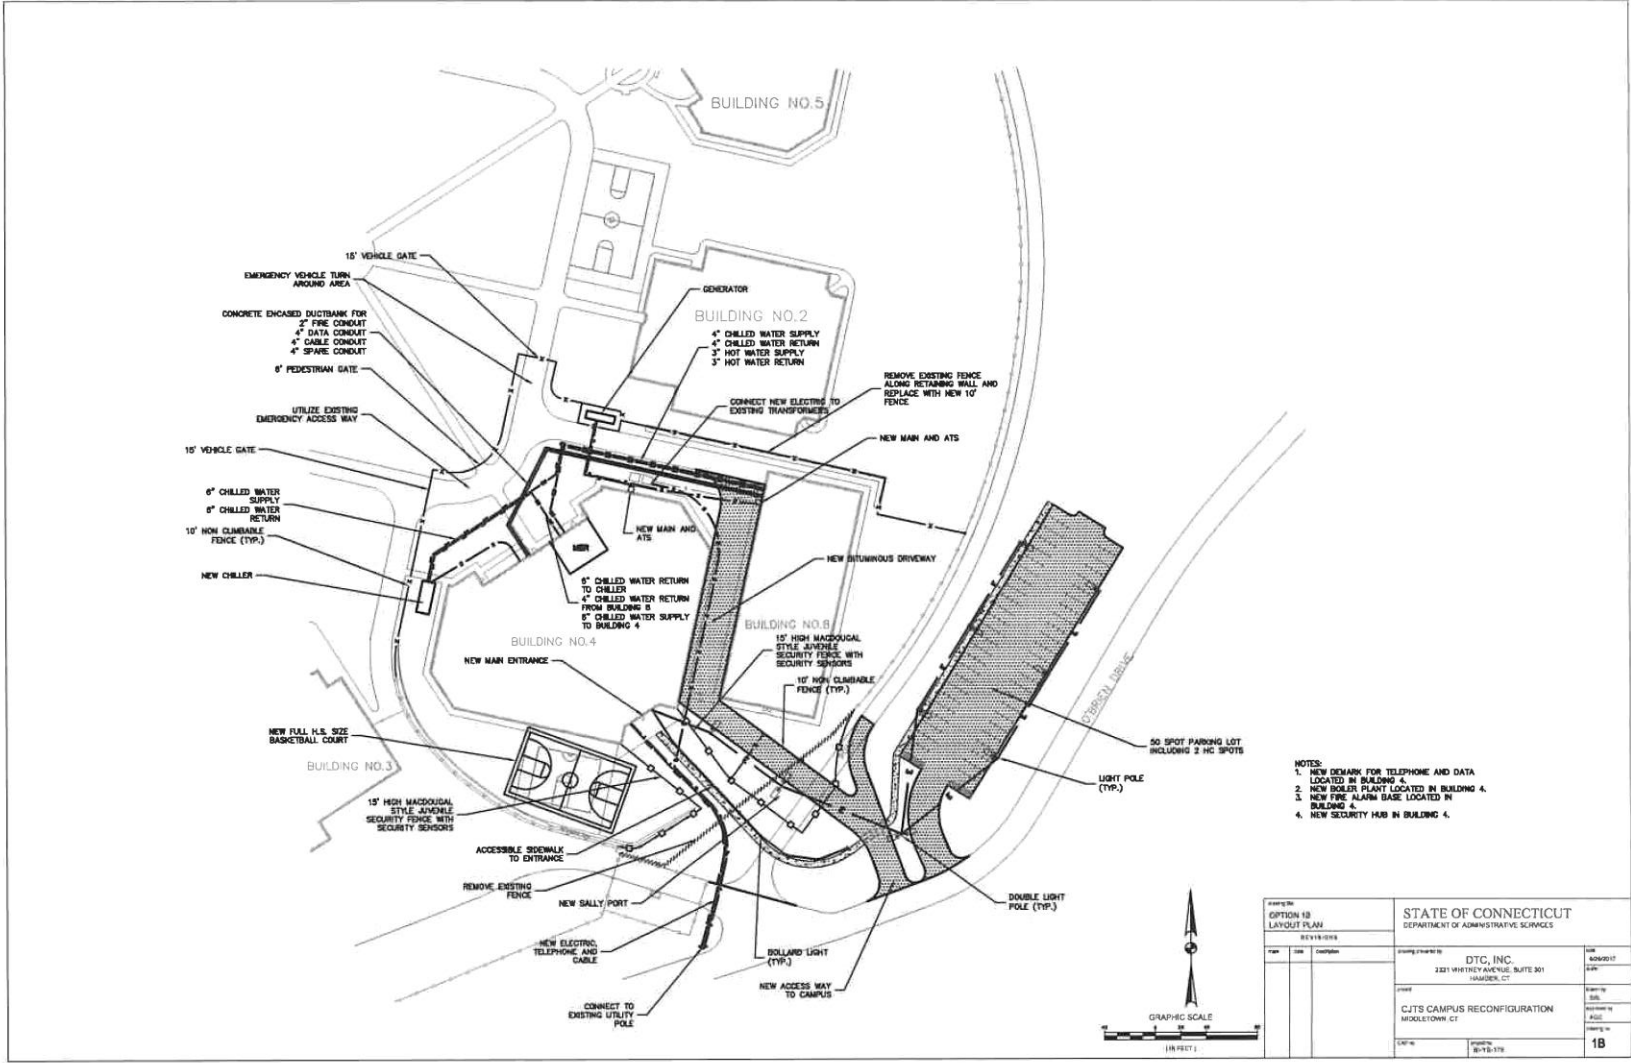 BUILDING NO.5
15' VEHICLE GATE
EMERGENCY VEHICLE TURN
AROUND AREA
GENERATOR
BUILDING NO.2
CONCRETE ENCASED DUCTBANK FOR
2" FIRE CONDUIT
4" DATA CONDUIT
4" CABLE CONDUIT
4" SPARE CONDUIT
4" CHILLED WATER SUPPLY
4" CHILLED WATER RETURN
3" HOT WATER SUPPLY
3" HOT WATER RETURN
6' PEDESTRIAN GATE
REMOVE EXISTING FENCE
ALONG RETAINING WALL AND
REPLACE WITH NEW 10'
FENCE
CONNECT NEW ELECTRIC TO
EXISTING TRANSFORMERS
UTILIZE EXISTING
EMERGENCY ACCESS WAY
NEW MAIN AND ATS
15' VEHICLE GATE
6" CHILLED WATER
SUPPLY
6" CHILLED WATER
RETURN
10' NON CLIMBABLE
FENCE (TYP.)
NEW MAIN AND
ATS
NEW CHILLER
NEW BITUMINOUS DRIVEWAY
6" CHILLED WATER RETURN
TO CHILLER
4" CHILLED WATER RETURN
FROM BUILDING 8
6" CHILLED WATER SUPPLY
TO BUILDING 4
BUILDING NO.4
BUILDING NO.8
15' HIGH MACDOUGAL
STYLE JUVENILE
SECURITY FENCE WITH
SECURITY SENSORS
NEW MAIN ENTRANCE
10' NON CLIMBABLE
FENCE (TYP.)
O'BRIEN DRIVE
NEW FULL H.S. SIZE
BASKETBALL COURT
BUILDING NO.3
50 SPOT PARKING LOT
INCLUDING 2 HC SPOTS
LIGHT POLE
(TYP.)
15' HIGH MACDOUGAL
STYLE JUVENILE
SECURITY FENCE WITH
SECURITY SENSORS
ACCESSIBLE SIDEWALK
TO ENTRANCE
REMOVE EXISTING
FENCE
NEW SALLY PORT
DOUBLE LIGHT
POLE (TYP.)
NEW ELECTRIC,
TELEPHONE AND
CABLE
BOLLARD LIGHT
(TYP.)
NEW ACCESS WAY
TO CAMPUS
CONNECT TO
EXISTING UTILITY
POLE
NOTES:
1. NEW DEMARK FOR TELEPHONE AND DATA
LOCATED IN BUILDING 4.
2. NEW BOILER PLANT LOCATED IN BUILDING 4.
3. NEW FIRE ALARM BASE LOCATED IN
BUILDING 4.
4. NEW SECURITY HUB IN BUILDING 4.
GRAPHIC SCALE
( IN FEET )
OPTION 1B
LAYOUT PLAN
REVISIONS
STATE OF CONNECTICUT
DEPARTMENT OF ADMINISTRATIVE SERVICES
DTC, INC.
2321 WHITNEY AVENUE, SUITE 301
HAMDEN, CT
CJTS CAMPUS RECONFIGURATION
MIDDLETOWN, CT
1B